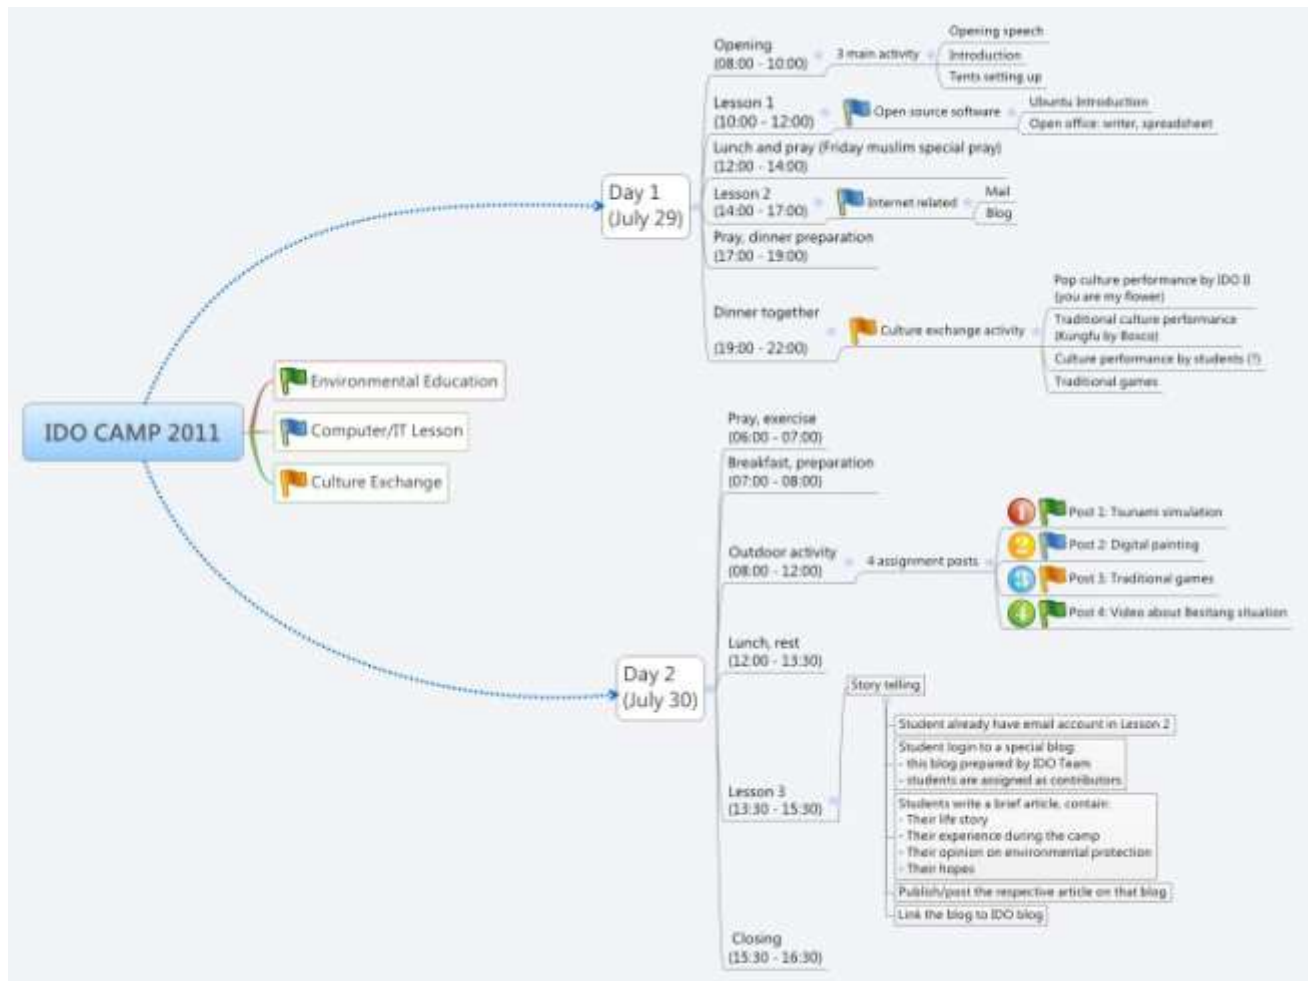 IDO CAMP 2011
Environmental Education
Computer/IT Lesson
Culture Exchange
Day 1
(July 29)
Opening
(08:00 - 10:00)
3 main activity
Opening speech
Introduction
Tents setting up
Lesson 1
(10:00 - 12:00)
Open source software
Ubuntu Introduction
Open office: writer, spreadsheet
Lunch and pray (Friday muslim special pray)
(12:00 - 14:00)
Lesson 2
(14:00 - 17:00)
Internet related
Mail
Blog
Pray, dinner preparation
(17:00 - 19:00)
Dinner together
(19:00 - 22:00)
Culture exchange activity
Pop culture performance by IDO II
(you are my flower)
Traditional culture performance
(Kungfu by Bosco)
Culture performance by students (?)
Traditional games
Day 2
(July 30)
Pray, exercise
(06:00 - 07:00)
Breakfast, preparation
(07:00 - 08:00)
Outdoor activity
(08:00 - 12:00)
4 assignment posts
1 Post 1: Tsunami simulation
2 Post 2: Digital painting
3 Post 3: Traditional games
4 Post 4: Video about Besitang situation
Lunch, rest
(12:00 - 13:30)
Lesson 3
(13:30 - 15:30)
Story telling
Student already have email account in Lesson 2
Student login to a special blog:
- this blog prepared by IDO Team
- students are assigned as contributors
Students write a brief article, contain:
- Their life story
- Their experience during the camp
- Their opinion on environmental protection
- Their hopes
Publish/post the respective article on that blog
Link the blog to IDO blog
Closing
(15:30 - 16:30)